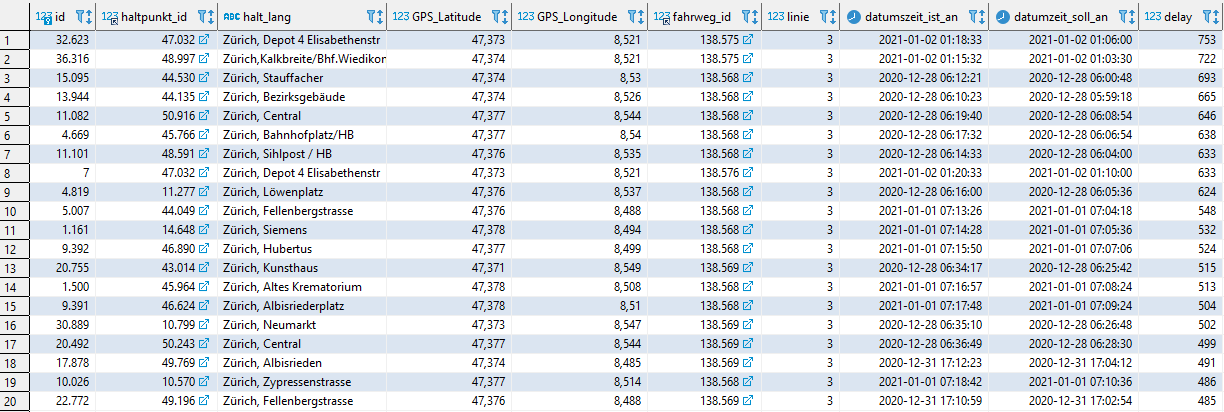 123 id 123 haltpunkt_id ABC halt_lang 123 GPS_Latitude 123 GPS_Longitude 123 fahrweg_id 123 linie datumszeit_ist_an datumzeit_soll_an 123 delay
1 32.623 47.032 Zürich, Depot 4 Elisabethenstr 47,373 8,521 138.575 3 2021-01-02 01:18:33 2021-01-02 01:06:00 753
2 36.316 48.997 Zürich,Kalkbreite/Bhf.Wiedikon 47,374 8,521 138.575 3 2021-01-02 01:15:32 2021-01-02 01:03:30 722
3 15.095 44.530 Zürich, Stauffacher 47,374 8,53 138.568 3 2020-12-28 06:12:21 2020-12-28 06:00:48 693
4 13.944 44.135 Zürich, Bezirksgebäude 47,374 8,526 138.568 3 2020-12-28 06:10:23 2020-12-28 05:59:18 665
5 11.082 50.916 Zürich, Central 47,377 8,544 138.568 3 2020-12-28 06:19:40 2020-12-28 06:08:54 646
6 4.669 45.766 Zürich, Bahnhofplatz/HB 47,377 8,54 138.568 3 2020-12-28 06:17:32 2020-12-28 06:06:54 638
7 11.101 48.591 Zürich, Sihlpost / HB 47,376 8,535 138.568 3 2020-12-28 06:14:33 2020-12-28 06:04:00 633
8 7 47.032 Zürich, Depot 4 Elisabethenstr 47,373 8,521 138.576 3 2021-01-02 01:20:33 2021-01-02 01:10:00 633
9 4.819 11.277 Zürich, Löwenplatz 47,376 8,537 138.568 3 2020-12-28 06:16:00 2020-12-28 06:05:36 624
10 5.007 44.049 Zürich, Fellenbergstrasse 47,376 8,488 138.568 3 2021-01-01 07:13:26 2021-01-01 07:04:18 548
11 1.161 14.648 Zürich, Siemens 47,378 8,494 138.568 3 2021-01-01 07:14:28 2021-01-01 07:05:36 532
12 9.392 46.890 Zürich, Hubertus 47,377 8,499 138.568 3 2021-01-01 07:15:50 2021-01-01 07:07:06 524
13 20.755 43.014 Zürich, Kunsthaus 47,371 8,549 138.569 3 2020-12-28 06:34:17 2020-12-28 06:25:42 515
14 1.500 45.964 Zürich, Altes Krematorium 47,378 8,508 138.568 3 2021-01-01 07:16:57 2021-01-01 07:08:24 513
15 9.391 46.624 Zürich, Albisriederplatz 47,378 8,51 138.568 3 2021-01-01 07:17:48 2021-01-01 07:09:24 504
16 30.889 10.799 Zürich, Neumarkt 47,373 8,547 138.569 3 2020-12-28 06:35:10 2020-12-28 06:26:48 502
17 20.492 50.243 Zürich, Central 47,377 8,544 138.569 3 2020-12-28 06:36:49 2020-12-28 06:28:30 499
18 17.878 49.769 Zürich, Albisrieden 47,374 8,485 138.569 3 2020-12-31 17:12:23 2020-12-31 17:04:12 491
19 10.026 10.570 Zürich, Zypressenstrasse 47,377 8,514 138.568 3 2021-01-01 07:18:42 2021-01-01 07:10:36 486
20 22.772 49.196 Zürich, Fellenbergstrasse 47,376 8,488 138.569 3 2020-12-31 17:10:59 2020-12-31 17:02:54 485